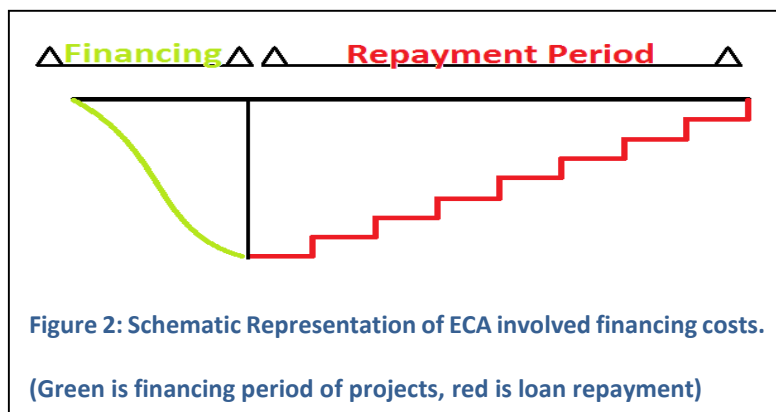 Financing Repayment Period
Figure 2: Schematic Representation of ECA involved financing costs.
(Green is financing period of projects, red is loan repayment)